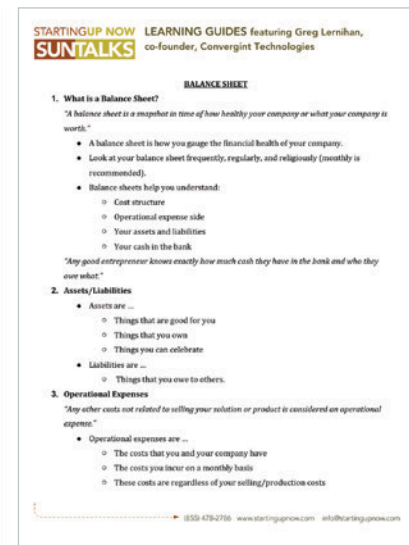 STARTINGUP NOW LEARNING GUIDES featuring Greg Lernihan,
SUNTALKS co-founder, Convergint Technologies
BALANCE SHEET
1. What is a Balance Sheet?
"A balance sheet is a snapshot in time of how healthy your company or what your company is
worth."
● A balance sheet is how you gauge the financial health of your company.
● Look at your balance sheet frequently, regularly, and religiously (monthly is
recommended).
● Balance sheets help you understand:
○ Cost structure
○ Operational expense side
○ Your assets and liabilities
○ Your cash in the bank
"Any good entrepreneur knows exactly how much cash they have in the bank and who they
owe what."
2. Assets/Liabilities
● Assets are ...
○ Things that are good for you
○ Things that you own
○ Things you can celebrate
● Liabilities are ...
○ Things that you owe to others.
3. Operational Expenses
"Any other costs not related to selling your solution or product is considered an operational
expense."
● Operational expenses are ...
○ The costs that you and your company have
○ The costs you incur on a monthly basis
○ These costs are regardless of your selling/production costs
(855) 478-2786 www.startingupnow.com info@startingupnow.com